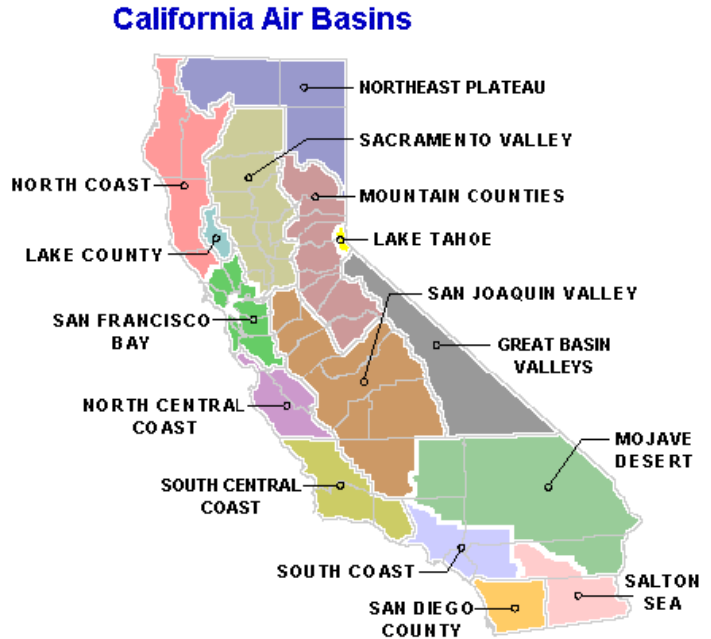 California Air Basins
NORTHEAST PLATEAU
SACRAMENTO VALLEY
NORTH COAST
MOUNTAIN COUNTIES
LAKE COUNTY
LAKE TAHOE
SAN JOAQUIN VALLEY
SAN FRANCISCO
BAY
GREAT BASIN
VALLEYS
NORTH CENTRAL
COAST
MOJAVE
DESERT
SOUTH CENTRAL
COAST
SOUTH COAST
SALTON
SEA
SAN DIEGO
COUNTY